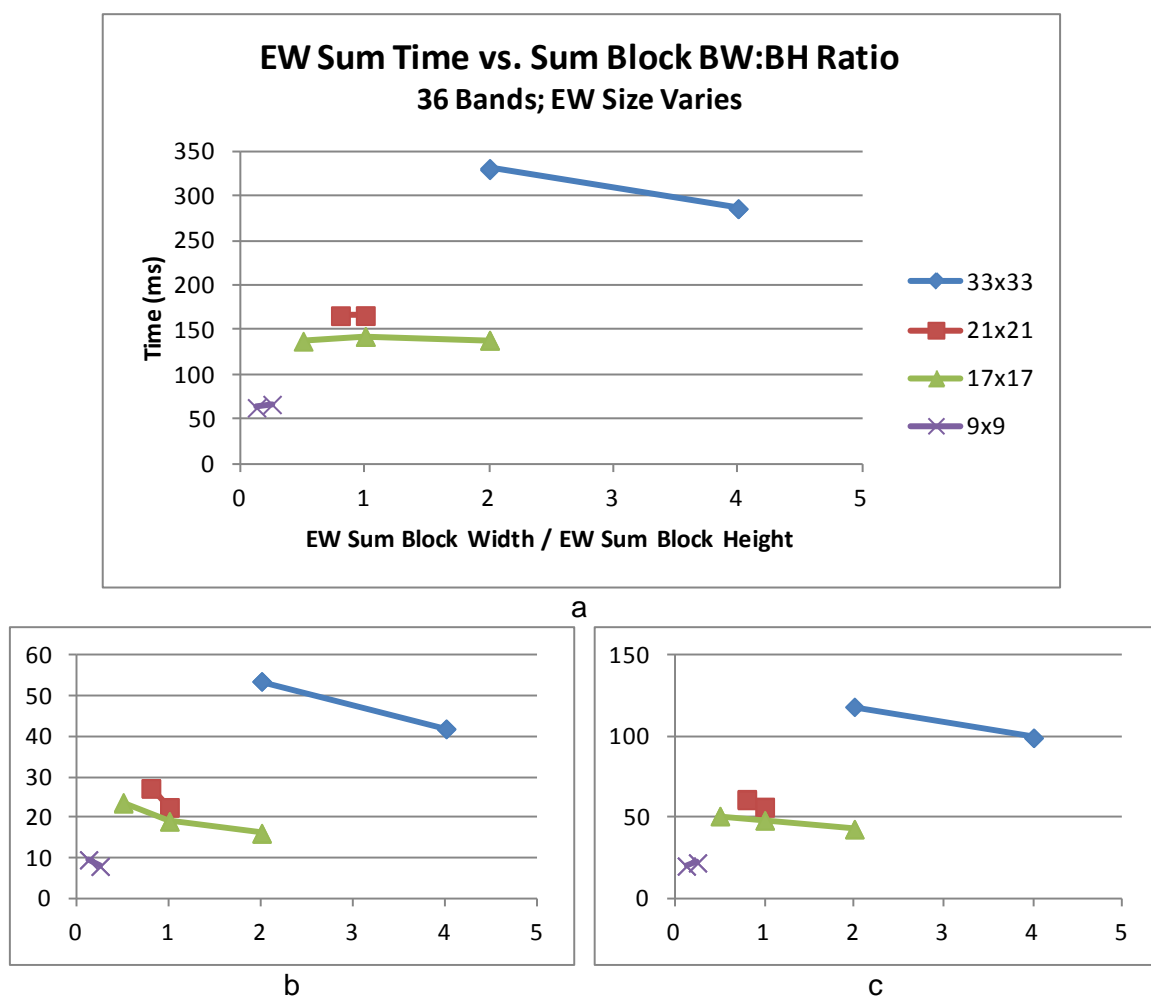 EW Sum Time vs. Sum Block BW:BH Ratio
36 Bands; EW Size Varies
350
300
250
200
150
100
50
0
Time (ms)
0 1 2 3 4 5
EW Sum Block Width / EW Sum Block Height
33x33
21x21
17x17
9x9
a
60
50
40
30
20
10
0
0 1 2 3 4 5
b
150
100
50
0
0 1 2 3 4 5
c